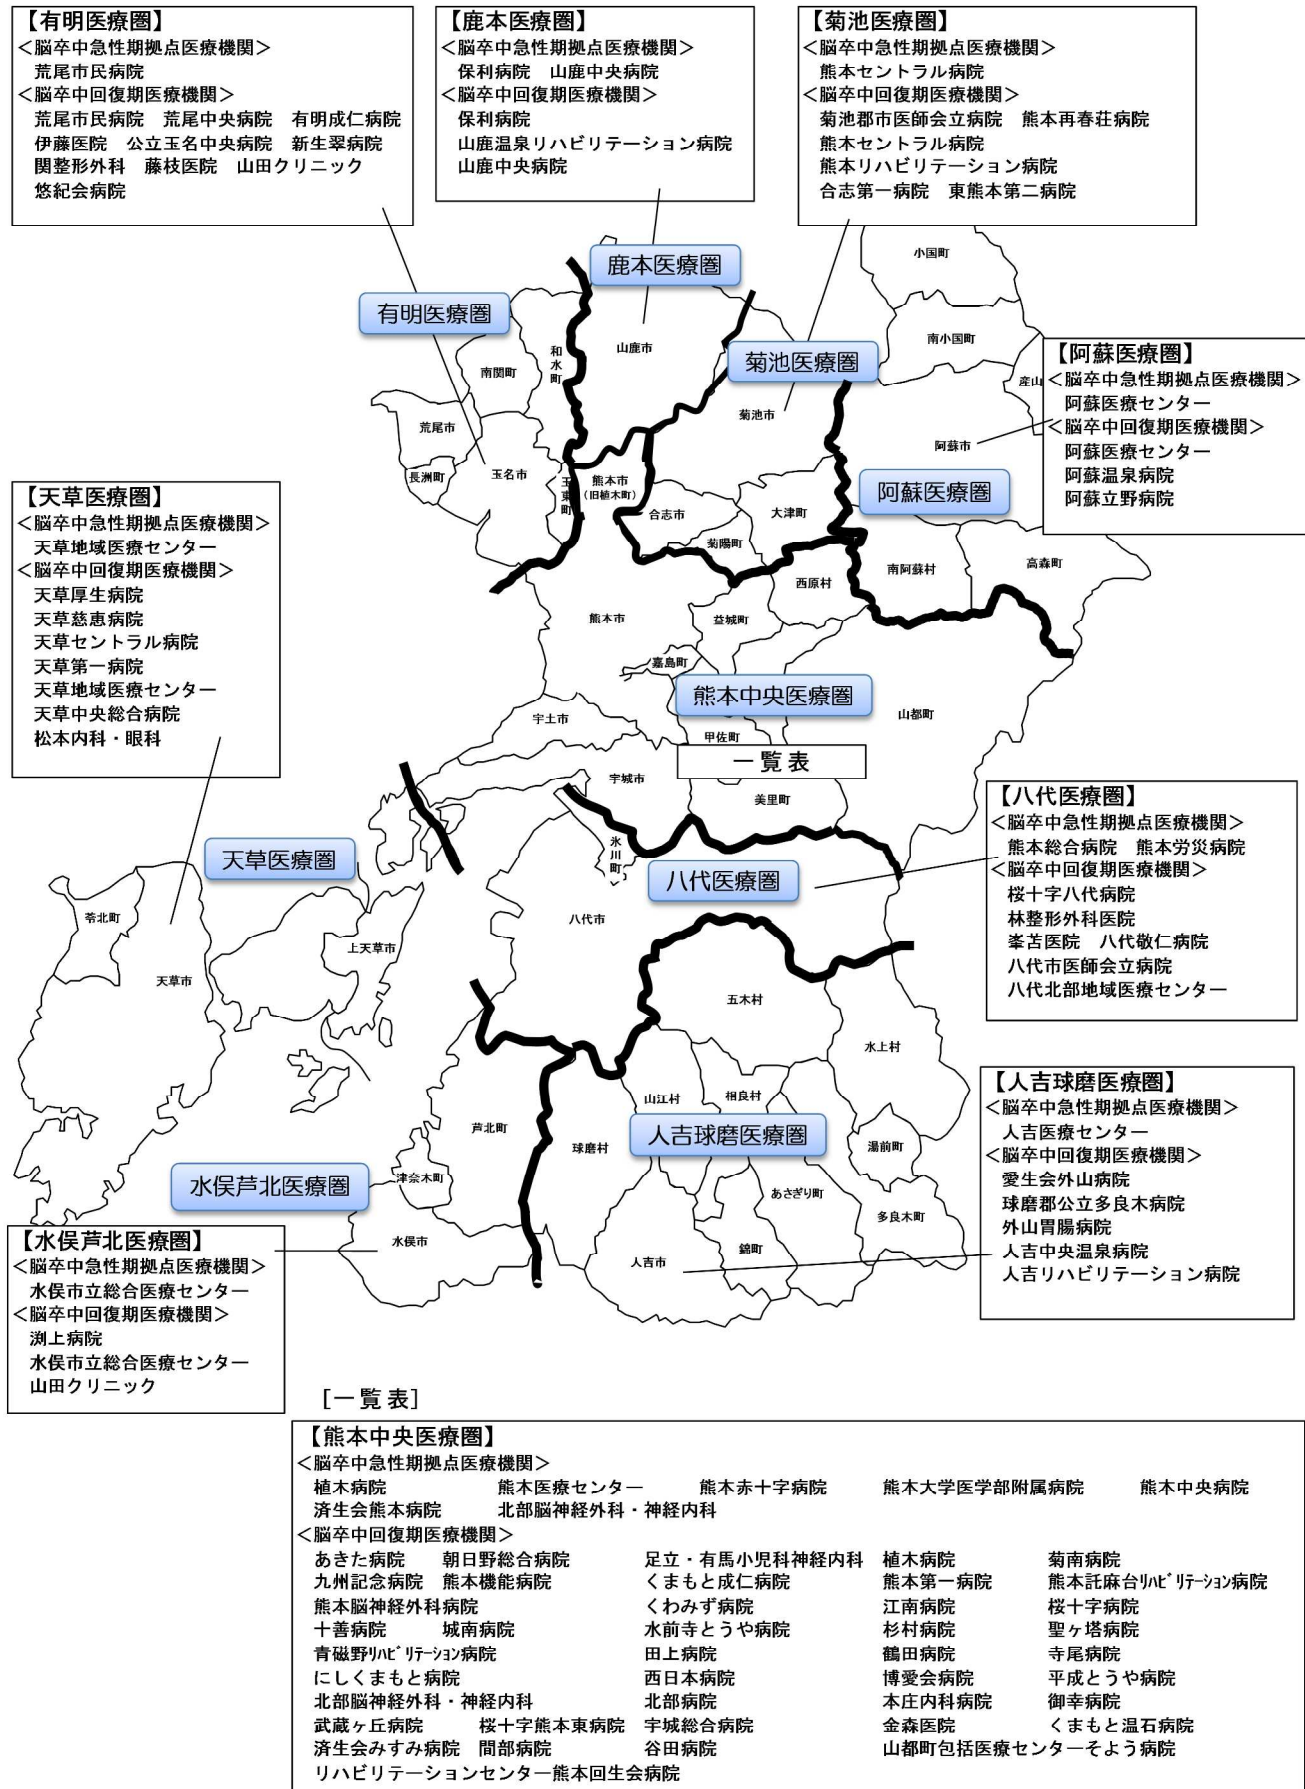 【有明医療圏】
<脳卒中急性期拠点医療機関>
荒尾市民病院
<脳卒中回復期医療機関>
荒尾市民病院 荒尾中央病院 有明成仁病院
伊藤医院 公立玉名中央病院 新生翠病院
関整形外科 藤枝医院 山田クリニック
悠紀会病院
【鹿本医療圏】
<脳卒中急性期拠点医療機関>
保利病院 山鹿中央病院
<脳卒中回復期医療機関>
保利病院
山鹿温泉リハビリテーション病院
山鹿中央病院
【菊池医療圏】
<脳卒中急性期拠点医療機関>
熊本セントラル病院
<脳卒中回復期医療機関>
菊池郡市医師会立病院 熊本再春荘病院
熊本セントラル病院
熊本リハビリテーション病院
合志第一病院 東熊本第二病院
小国町
鹿本医療圏
有明医療圏
南小国町
和水町
山鹿市
菊池医療圏
南関町
産山
【阿蘇医療圏】
<脳卒中急性期拠点医療機関>
阿蘇医療センター
<脳卒中回復期医療機関>
阿蘇医療センター
阿蘇温泉病院
阿蘇立野病院
菊池市
荒尾市
阿蘇市
長洲町
玉名市
玉東町
熊本市
(旧植木町)
阿蘇医療圏
合志市
大津町
菊陽町
西原村
南阿蘇村
高森町
【天草医療圏】
<脳卒中急性期拠点医療機関>
天草地域医療センター
<脳卒中回復期医療機関>
天草厚生病院
天草慈恵病院
天草セントラル病院
天草第一病院
天草地域医療センター
天草中央総合病院
松本内科・眼科
熊本市
益城町
嘉島町
熊本中央医療圏
山都町
宇土市
甲佐町
一覧表
宇城市
美里町
【八代医療圏】
<脳卒中急性期拠点医療機関>
熊本総合病院 熊本労災病院
<脳卒中回復期医療機関>
桜十字八代病院
林整形外科医院
峯苫医院 八代敬仁病院
八代市医師会立病院
八代北部地域医療センター
氷川町
天草医療圏
八代医療圏
苓北町
八代市
上天草市
天草市
五木村
水上村
【人吉球磨医療圏】
<脳卒中急性期拠点医療機関>
人吉医療センター
<脳卒中回復期医療機関>
愛生会外山病院
球磨郡公立多良木病院
外山胃腸病院
人吉中央温泉病院
人吉リハビリテーション病院
山江村
相良村
芦北町
人吉球磨医療圏
球磨村
湯前町
津奈木町
水俣芦北医療圏
あさぎり町
多良木町
水俣市
錦町
人吉市
【水俣芦北医療圏】
<脳卒中急性期拠点医療機関>
水俣市立総合医療センター
<脳卒中回復期医療機関>
渕上病院
水俣市立総合医療センター
山田クリニック
[一覧表]
【熊本中央医療圏】
<脳卒中急性期拠点医療機関>
植木病院 熊本医療センター 熊本赤十字病院 熊本大学医学部附属病院 熊本中央病院
済生会熊本病院 北部脳神経外科・神経内科
<脳卒中回復期医療機関>
あきた病院 朝日野総合病院 足立・有馬小児科神経内科 植木病院 菊南病院
九州記念病院 熊本機能病院 くまもと成仁病院 熊本第一病院 熊本託麻台ﾘﾊﾋﾞﾘﾃｰｼｮﾝ病院
熊本脳神経外科病院 くわみず病院 江南病院 桜十字病院
十善病院 城南病院 水前寺とうや病院 杉村病院 聖ヶ塔病院
青磁野ﾘﾊﾋﾞﾘﾃｰｼｮﾝ病院 田上病院 鶴田病院 寺尾病院
にしくまもと病院 西日本病院 博愛会病院 平成とうや病院
北部脳神経外科・神経内科 北部病院 本庄内科病院 御幸病院
武蔵ヶ丘病院 桜十字熊本東病院 宇城総合病院 金森医院 くまもと温石病院
済生会みすみ病院 間部病院 谷田病院 山都町包括医療センターそよう病院
リハビリテーションセンター熊本回生会病院